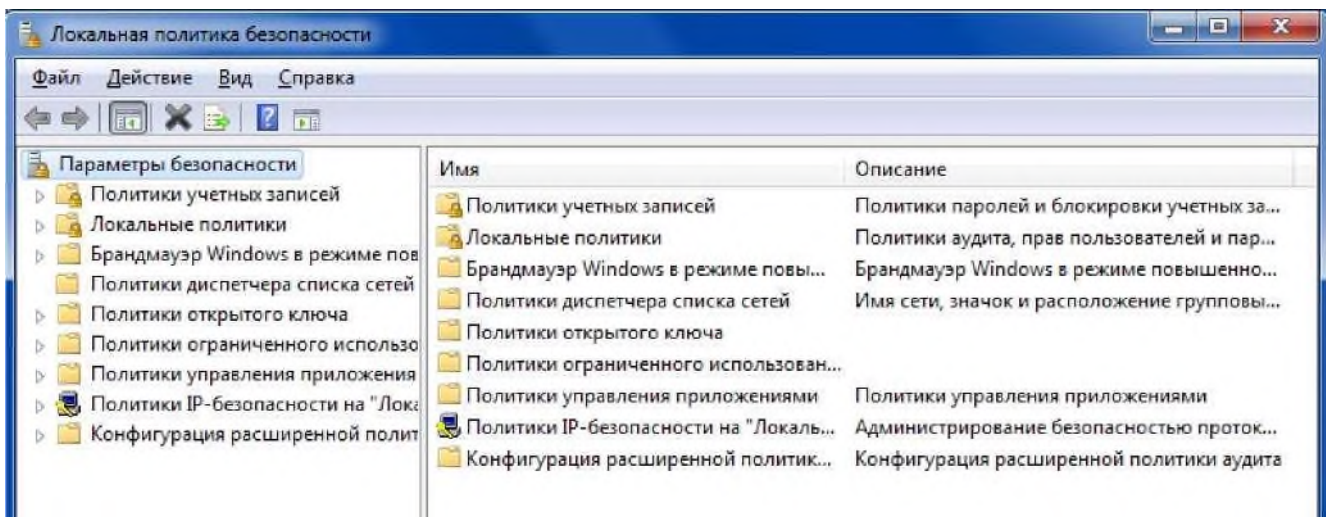 Локальная политика безопасности
Файл Действие Вид Справка
Параметры безопасности
Политики учетных записей
Локальные политики
Брандмауэр Windows в режиме пов
Политики диспетчера списка сетей
Политики открытого ключа
Политики ограниченного использо
Политики управления приложения
Политики IP-безопасности на "Лока
Конфигурация расширенной полит
Имя Описание
Политики учетных записей Политики паролей и блокировки учетных за...
Локальные политики Политики аудита, прав пользователей и пар...
Брандмауэр Windows в режиме повы... Брандмауэр Windows в режиме повышенно...
Политики диспетчера списка сетей Имя сети, значок и расположение групповы...
Политики открытого ключа
Политики ограниченного использован...
Политики управления приложениями Политики управления приложениями
Политики IP-безопасности на "Локаль... Администрирование безопасностью проток...
Конфигурация расширенной политик... Конфигурация расширенной политики аудита